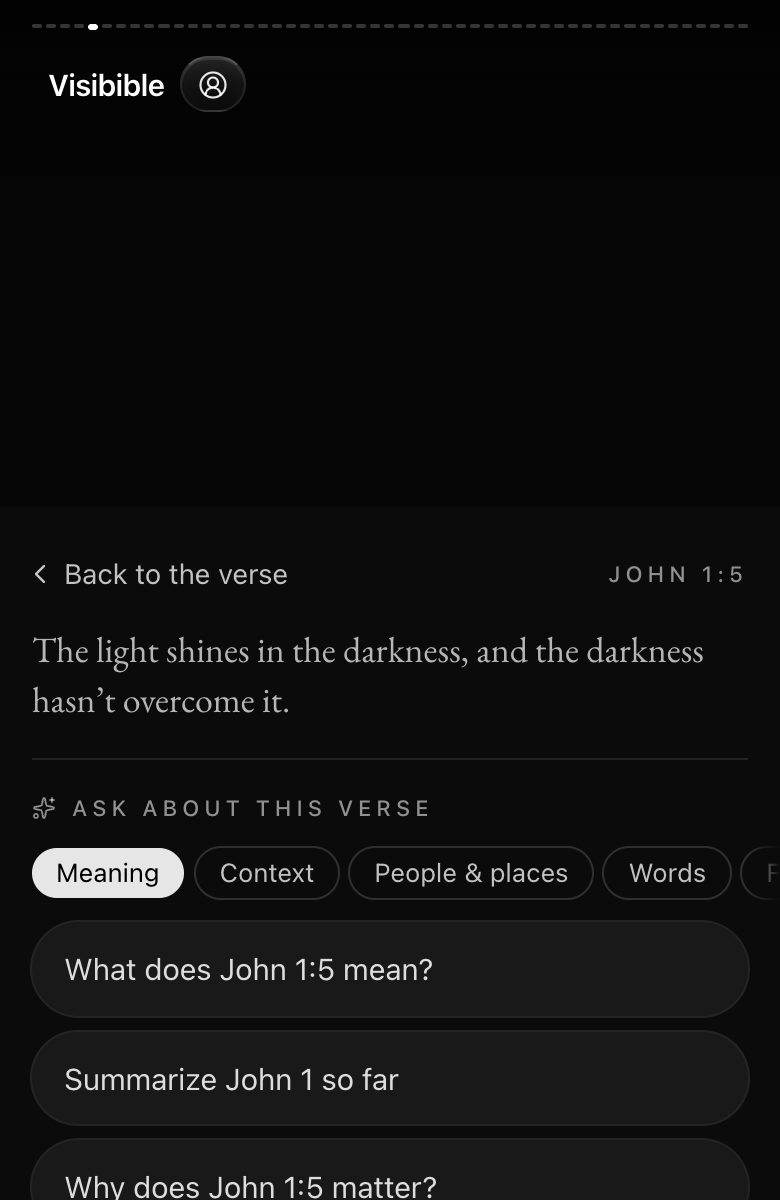 Visibible
Back to the verse
JOHN 1:5
The light shines in the darkness, and the darkness
hasn’t overcome it.
ASK ABOUT THIS VERSE
Meaning
Context
People & places
Words
What does John 1:5 mean?
Summarize John 1 so far
Why does John 1:5 matter?